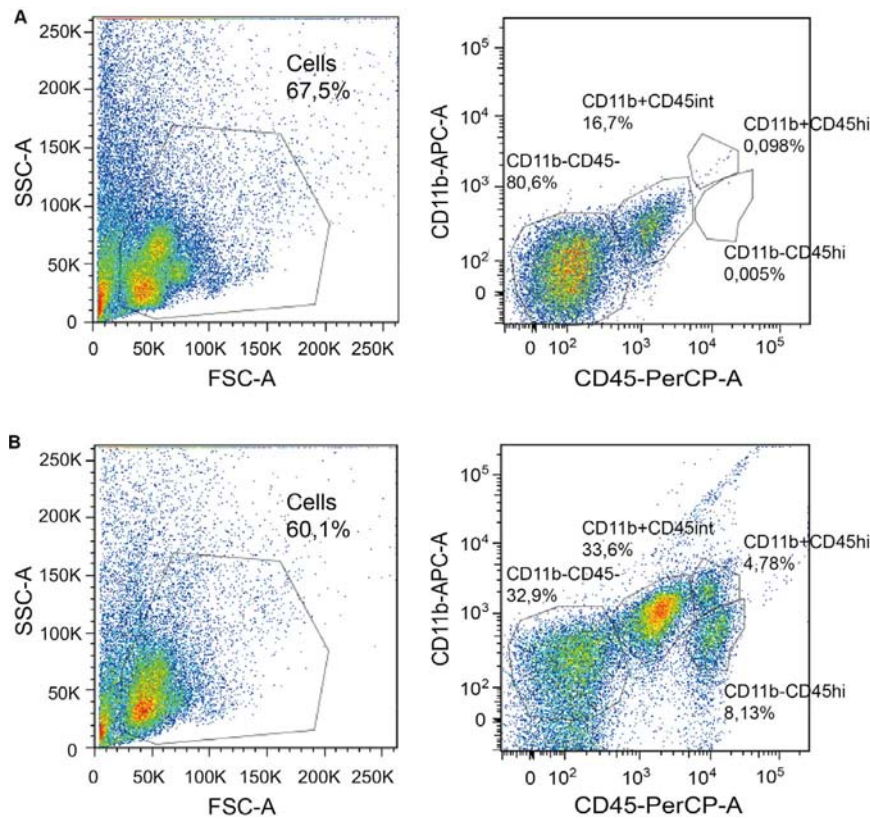 A
250K
200K
150K
100K
50K
0
SSC-A
Cells
67,5%
0 50K 100K 150K 200K 250K
FSC-A
10⁵
10⁴
10³
10²
0
CD11b-APC-A
CD11b+CD45int
16,7%
CD11b+CD45hi
0,098%
CD11b-CD45-
80,6%
CD11b-CD45hi
0,005%
0 10² 10³ 10⁴ 10⁵
CD45-PerCP-A
B
250K
200K
150K
100K
50K
0
SSC-A
Cells
60,1%
0 50K 100K 150K 200K 250K
FSC-A
10⁵
10⁴
10³
10²
0
CD11b-APC-A
CD11b+CD45int
33,6%
CD11b+CD45hi
4,78%
CD11b-CD45-
32,9%
CD11b-CD45hi
8,13%
0 10² 10³ 10⁴ 10⁵
CD45-PerCP-A